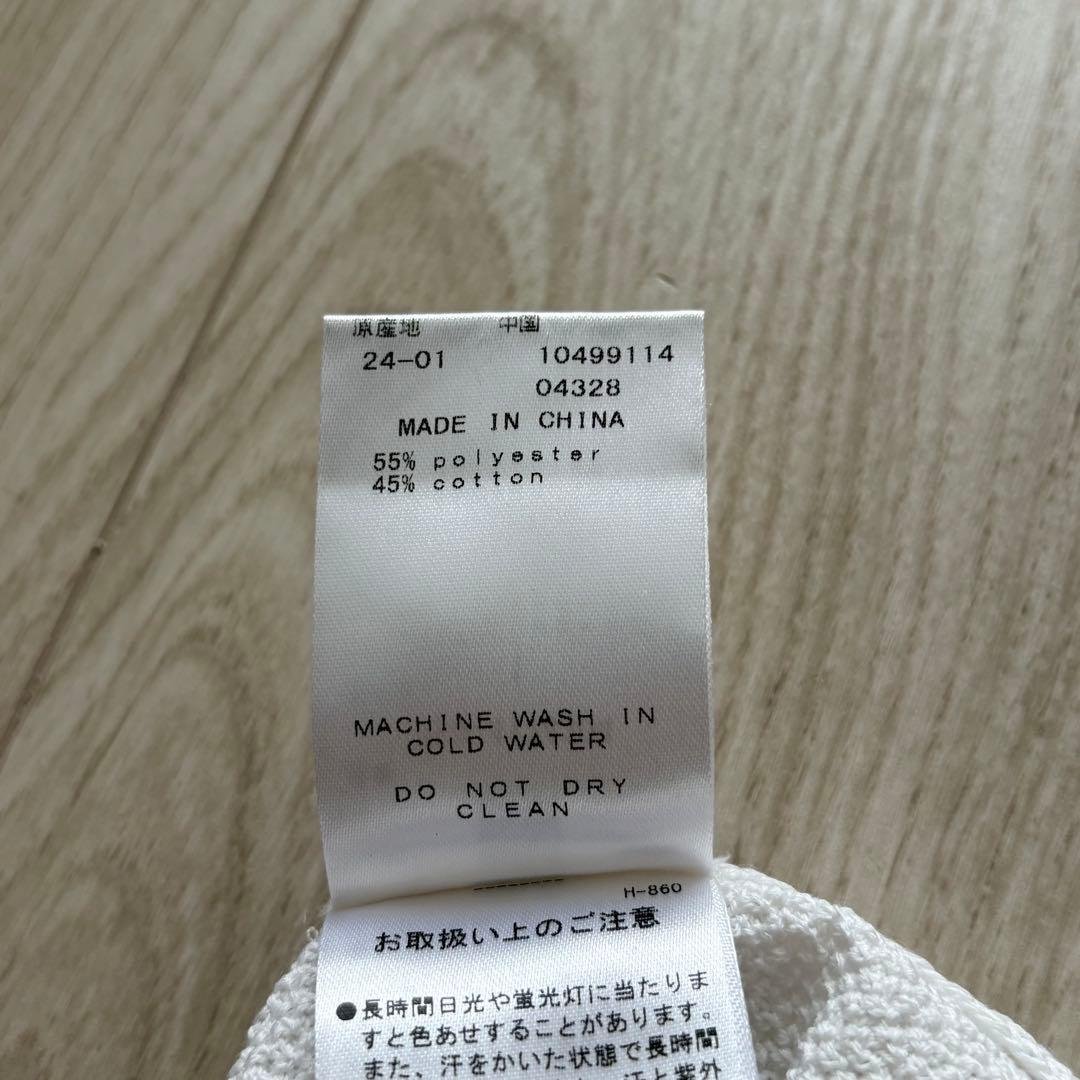 原産地 中国
24-01 10499114
04328
MADE IN CHINA
55% polyester
45% cotton
MACHINE WASH IN
COLD WATER
DO NOT DRY
CLEAN
--------
H-860
お取扱い上のご注意
●長時間日光や蛍光灯に当たりま
すと色あせすることがあります。
また、汗をかいた状態で長時間
汗と紫外